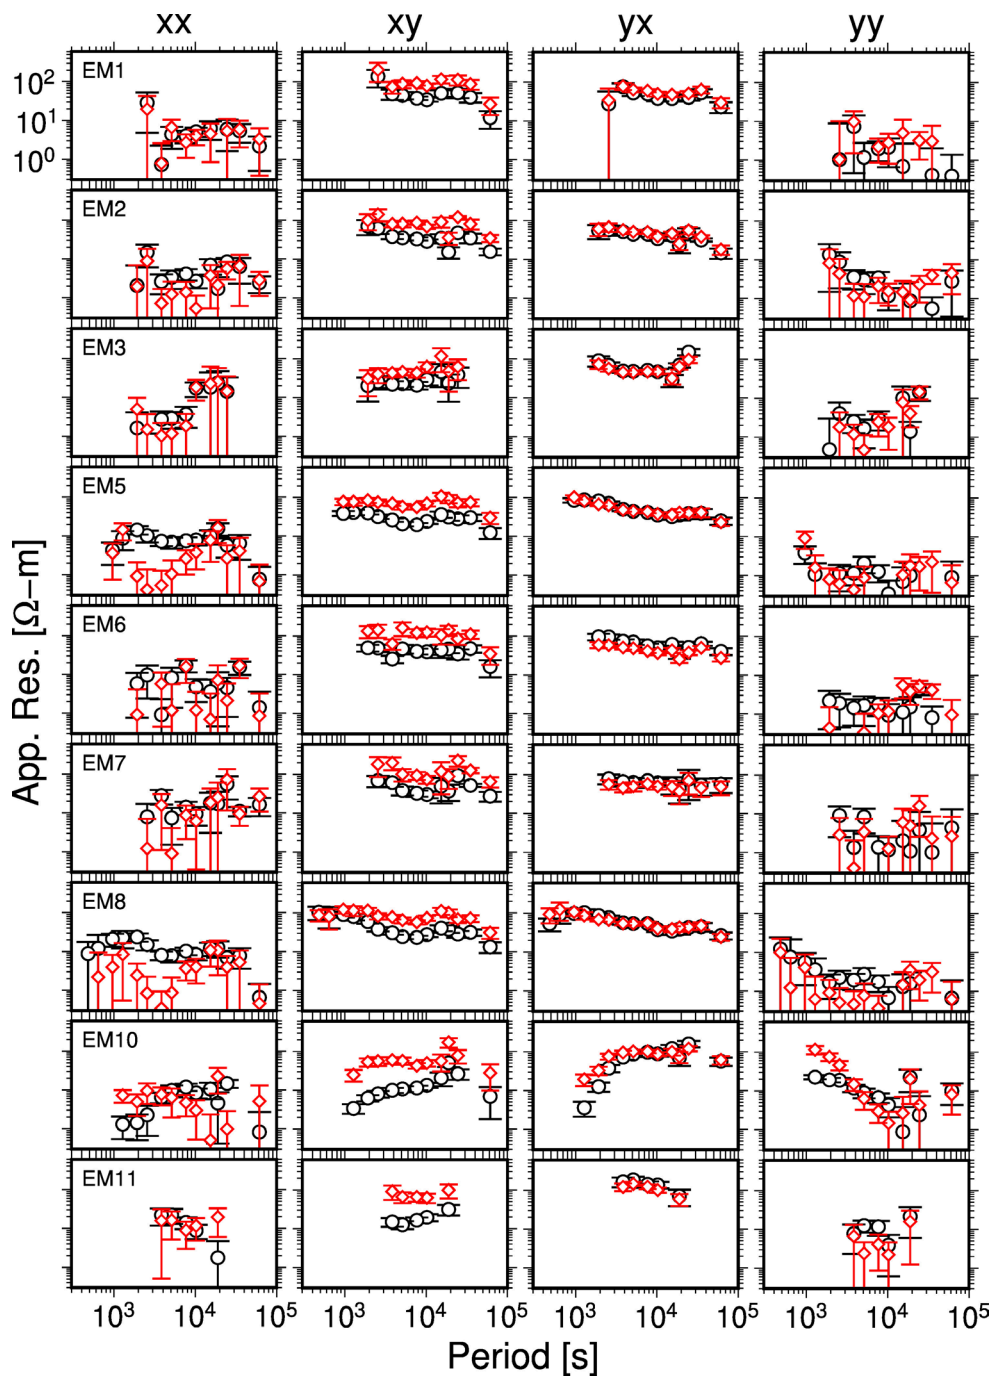 xx xy yx yy
EM1
10²
10¹
10⁰
EM2
EM3
EM5
EM6
EM7
EM8
EM10
EM11
App. Res. [Ω−m]
10³ 10⁴ 10⁵ 10³ 10⁴ 10⁵ 10³ 10⁴ 10⁵ 10³ 10⁴ 10⁵
Period [s]